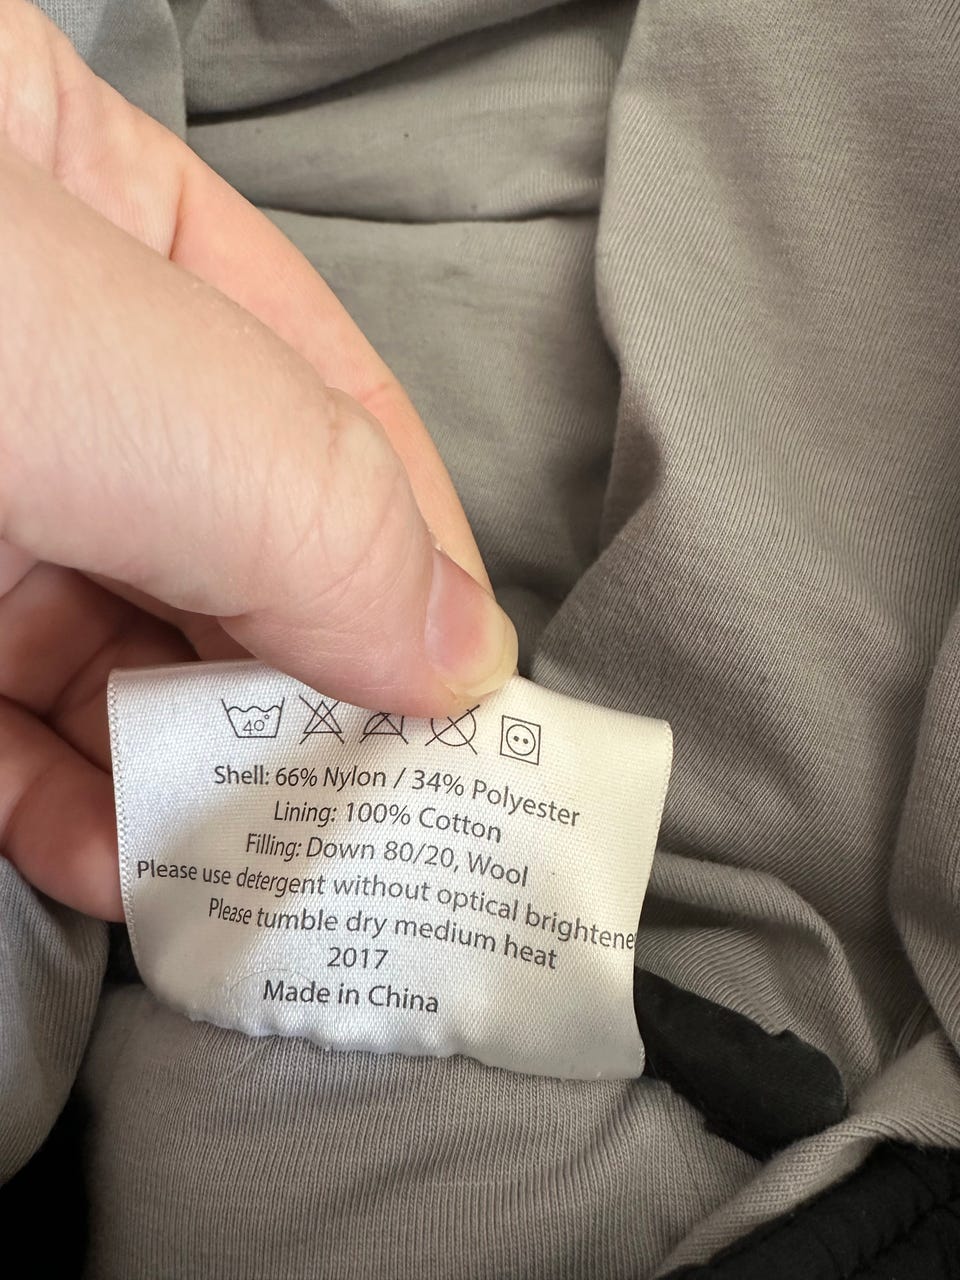 40°
Shell: 66% Nylon / 34% Polyester
Lining: 100% Cotton
Filling: Down 80/20, Wool
Please use detergent without optical brightene
Please tumble dry medium heat
2017
Made in China